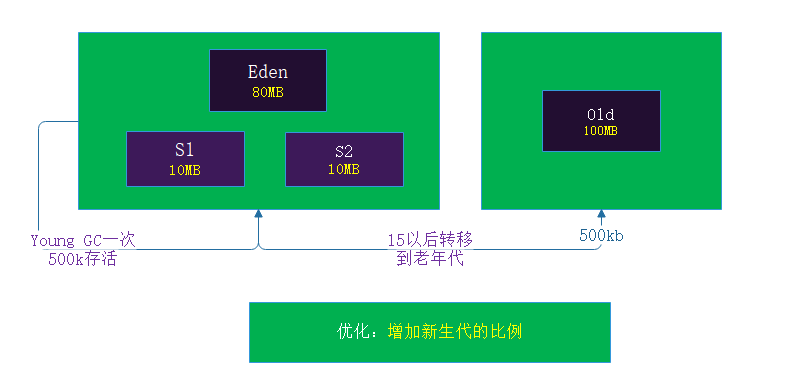 Eden
80MB
S1
10MB
S2
10MB
Old
100MB
Young GC一次
500k存活
15以后转移
到老年代
500kb
优化：增加新生代的比例